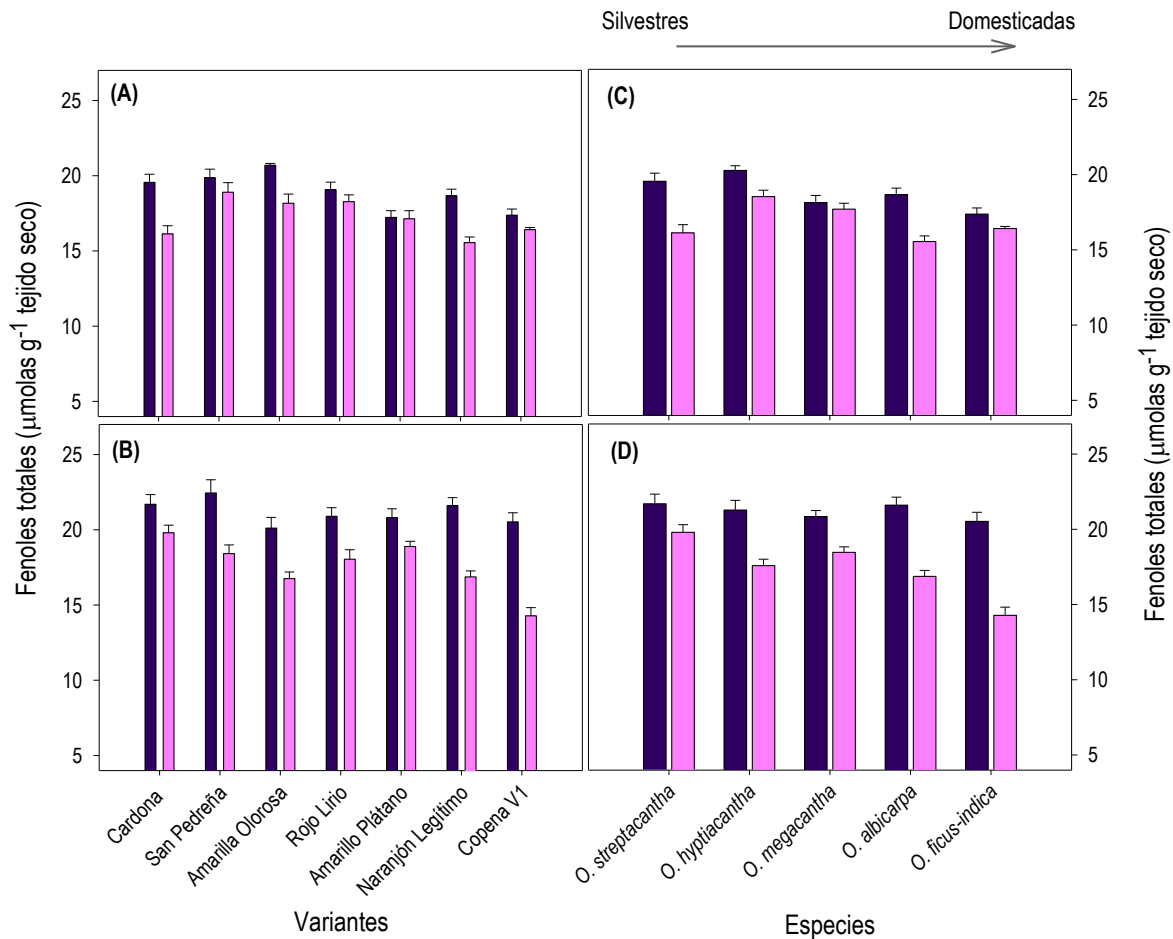 Silvestres Domesticadas
(A)
(C)
25
20
15
10
5
25
20
15
10
5
(B)
(D)
25
20
15
10
5
25
20
15
10
5
Fenoles totales (µmolas g-1 tejido seco)
Fenoles totales (µmolas g-1 tejido seco)
Cardona
San Pedreña
Amarilla Olorosa
Rojo Lirio
Amarillo Plátano
Naranjón Legítimo
Copena V1
O. streptacantha
O. hyptiacantha
O. megacantha
O. albicarpa
O. ficus-indica
Variantes
Especies